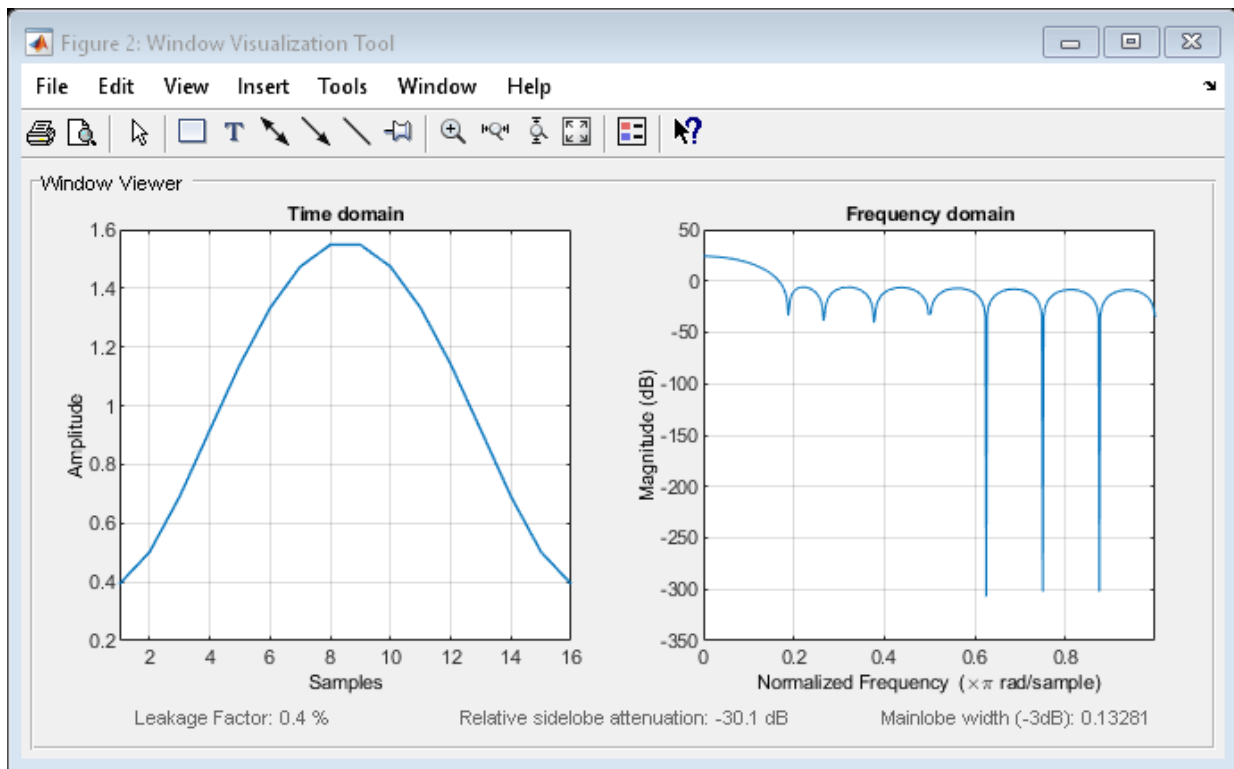 Figure 2: Window Visualization Tool
File Edit View Insert Tools Window Help
T
Window Viewer
Time domain
1.6
1.4
1.2
1
0.8
0.6
0.4
0.2
Amplitude
2 4 6 8 10 12 14 16
Samples
Frequency domain
50
0
-50
-100
-150
-200
-250
-300
-350
Magnitude (dB)
0 0.2 0.4 0.6 0.8
Normalized Frequency (×π rad/sample)
Leakage Factor: 0.4 % Relative sidelobe attenuation: -30.1 dB Mainlobe width (-3dB): 0.13281